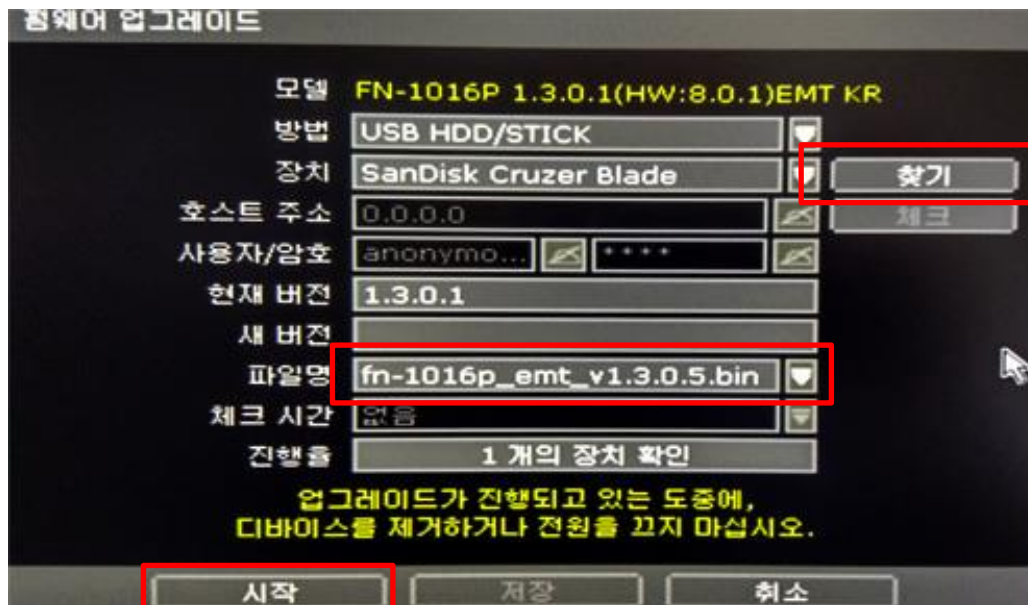 펌웨어 업그레이드
모델 FN-1016P 1.3.0.1(HW:8.0.1)EMT KR
방법 USB HDD/STICK
장치 SanDisk Cruzer Blade 찾기
호스트 주소 0.0.0.0 체크
사용자/암호 anonymo... ****
현재 버전 1.3.0.1
새 버전
파일명 fn-1016p_emt_v1.3.0.5.bin
체크 시간 없음
진행율 1 개의 장치 확인
업그레이드가 진행되고 있는 도중에,
디바이스를 제거하거나 전원을 끄지 마십시오.
시작 저장 취소